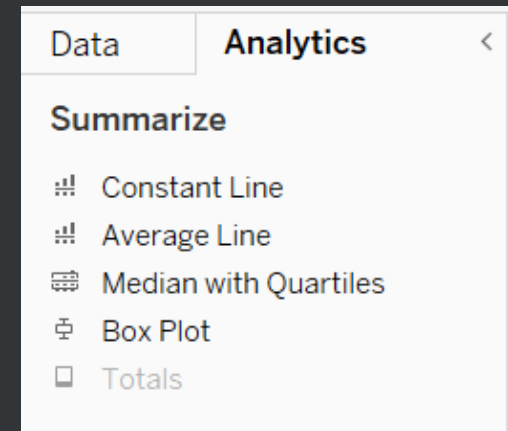 Data Analytics
Summarize
Constant Line
Average Line
Median with Quartiles
Box Plot
Totals